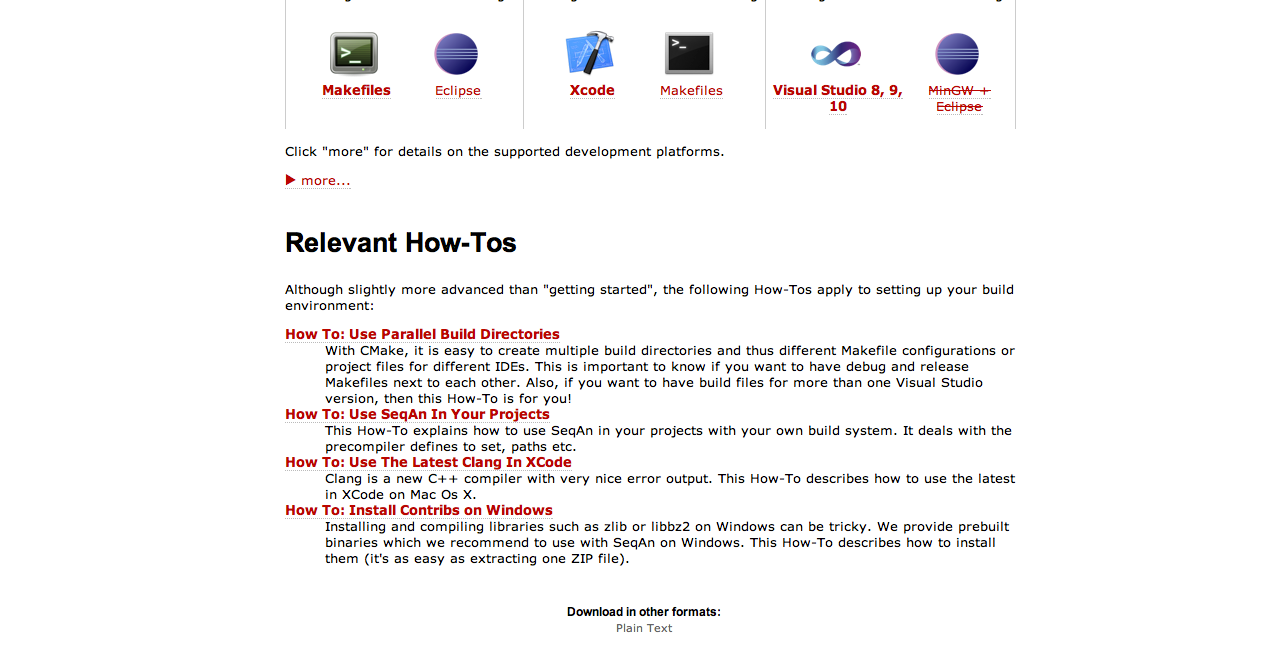 Makefiles Eclipse Xcode Makefiles Visual Studio 8, 9, MinGW +
10 Eclipse
Click "more" for details on the supported development platforms.
more...
Relevant How-Tos
Although slightly more advanced than "getting started", the following How-Tos apply to setting up your build
environment:
How To: Use Parallel Build Directories
With CMake, it is easy to create multiple build directories and thus different Makefile configurations or
project files for different IDEs. This is important to know if you want to have debug and release
Makefiles next to each other. Also, if you want to have build files for more than one Visual Studio
version, then this How-To is for you!
How To: Use SeqAn In Your Projects
This How-To explains how to use SeqAn in your projects with your own build system. It deals with the
precompiler defines to set, paths etc.
How To: Use The Latest Clang In XCode
Clang is a new C++ compiler with very nice error output. This How-To describes how to use the latest
in XCode on Mac Os X.
How To: Install Contribs on Windows
Installing and compiling libraries such as zlib or libbz2 on Windows can be tricky. We provide prebuilt
binaries which we recommend to use with SeqAn on Windows. This How-To describes how to install
them (it's as easy as extracting one ZIP file).
Download in other formats:
Plain Text